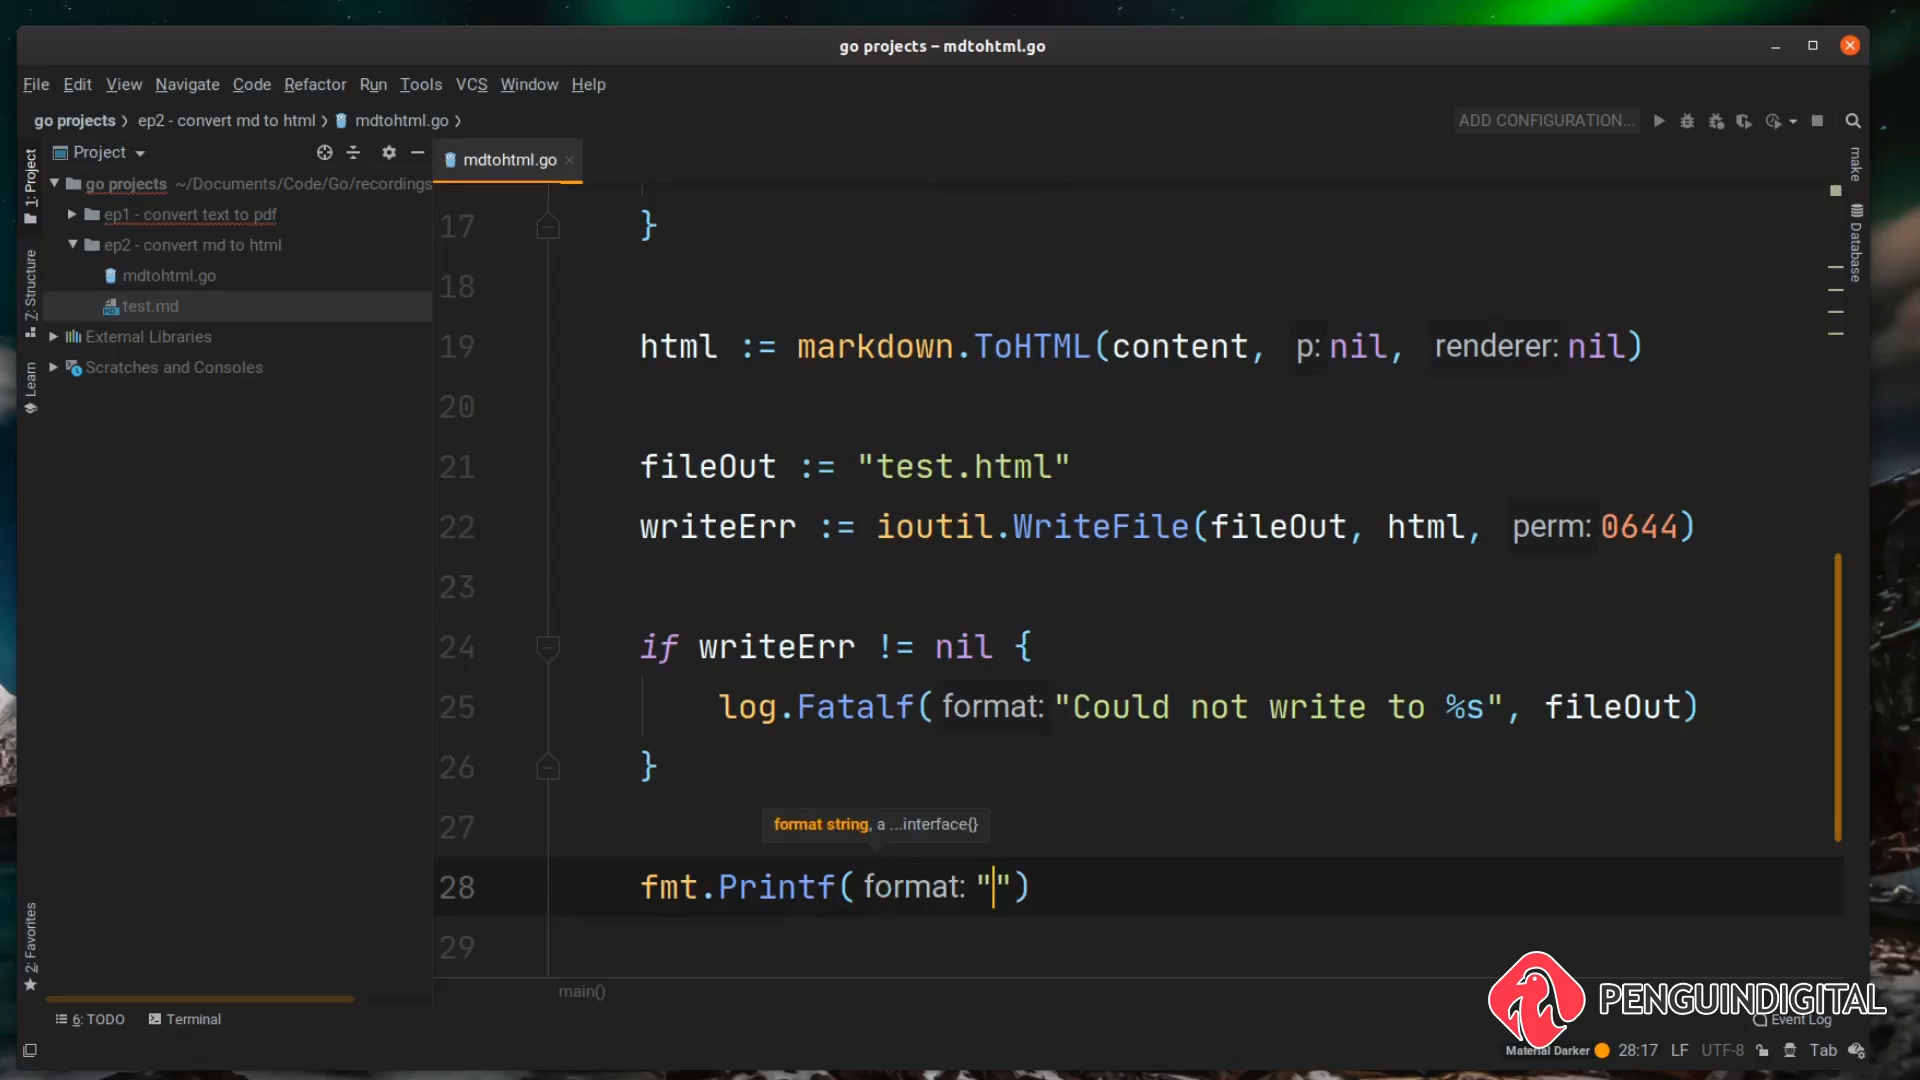 go projects – mdtohtml.go
File Edit View Navigate Code Refactor Run Tools VCS Window Help
go projects ep2 - convert md to html mdtohtml.go
ADD CONFIGURATION...
Project
mdtohtml.go
go projects ~/Documents/Code/Go/recordings
ep1 - convert text to pdf
ep2 - convert md to html
mdtohtml.go
test.md
External Libraries
Scratches and Consoles
1: Project
7: Structure
Learn
2: Favorites
make
Database
17 }
18
19 html := markdown.ToHTML(content, p: nil, renderer: nil)
20
21 fileOut := "test.html"
22 writeErr := ioutil.WriteFile(fileOut, html, perm: 0644)
23
24 if writeErr != nil {
25 log.Fatalf( format: "Could not write to %s", fileOut)
26 }
27
format string, a ...interface{}
28 fmt.Printf( format: "")
29
main()
PENGUINDIGITAL
6: TODO Terminal
Event Log
Material Darker 28:17 LF UTF-8 Tab